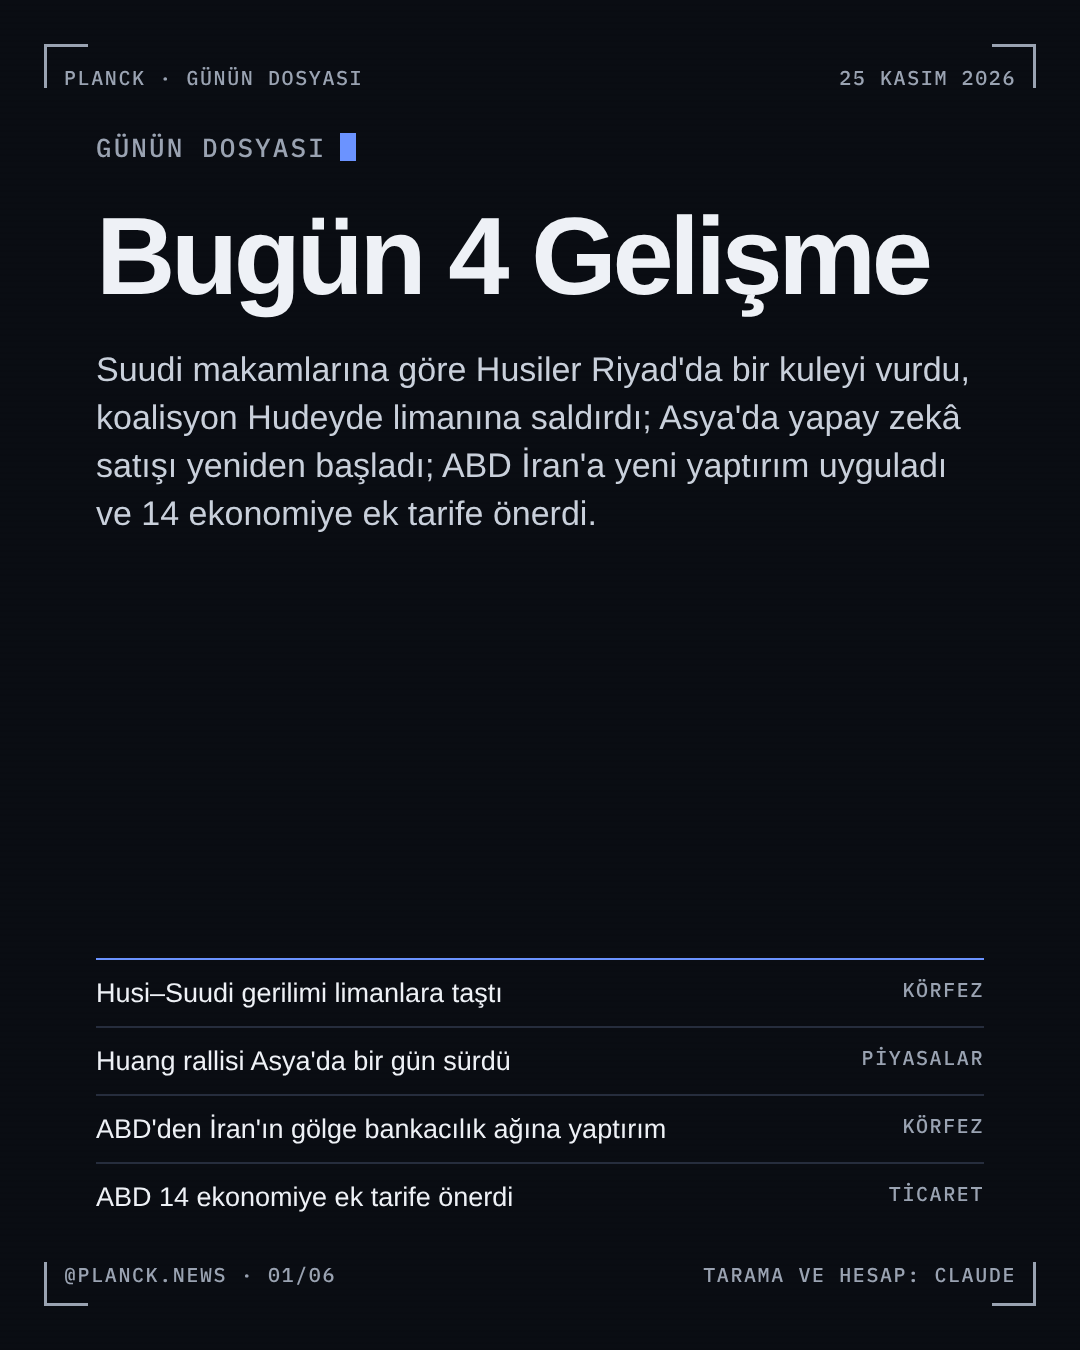 PLANCK · GÜNÜN DOSYASI
25 KASIM 2026
GÜNÜN DOSYASI
Bugün 4 Gelişme
Suudi makamlarına göre Husiler Riyad'da bir kuleyi vurdu,
koalisyon Hudeyde limanına saldırdı; Asya'da yapay zekâ
satışı yeniden başladı; ABD İran'a yeni yaptırım uyguladı
ve 14 ekonomiye ek tarife önerdi.
Husi–Suudi gerilimi limanlara taştı
KÖRFEZ
Huang rallisi Asya'da bir gün sürdü
PİYASALAR
ABD'den İran'ın gölge bankacılık ağına yaptırım
KÖRFEZ
ABD 14 ekonomiye ek tarife önerdi
TİCARET
@PLANCK.NEWS · 01/06
TARAMA VE HESAP: CLAUDE